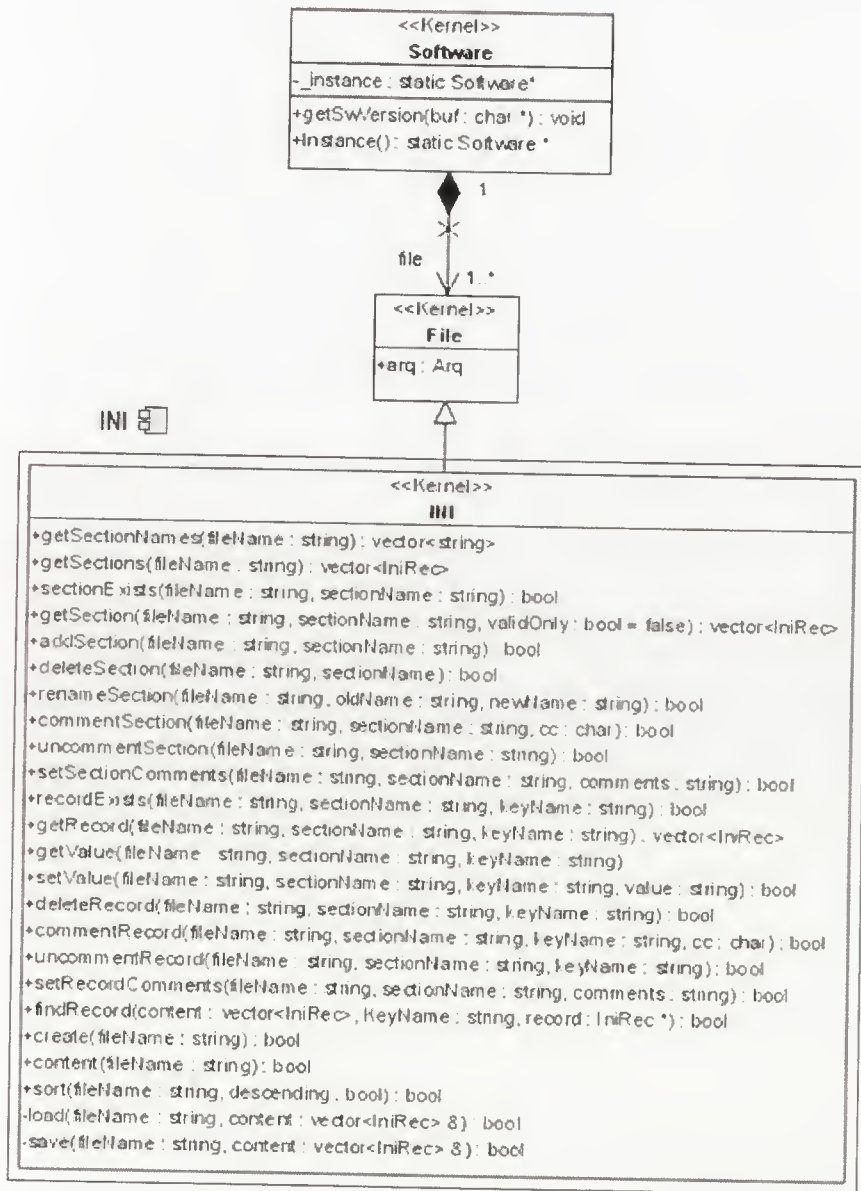 <<Kernel>>
Software
-_instance : static Software*
+getSwVersion(buf : char *) : void
+Instance() : static Software *
1
file
1..*
<<Kernel>>
File
+arq : Arq
INI
<<Kernel>>
INI
+getSectionNames(fileName : string) : vector<string>
+getSections(fileName : string) : vector<IniRec>
+sectionExists(fileName : string, sectionName : string) : bool
+getSection(fileName : string, sectionName : string, validOnly : bool = false) : vector<IniRec>
+addSection(fileName : string, sectionName : string) : bool
+deleteSection(fileName : string, sectionName) : bool
+renameSection(fileName : string, oldName : string, newName : string) : bool
+commentSection(fileName : string, sectionName : string, cc : char) : bool
+uncommentSection(fileName : string, sectionName : string) : bool
+setSectionComments(fileName : string, sectionName : string, comments : string) : bool
+recordExists(fileName : string, sectionName : string, keyName : string) : bool
+getRecord(fileName : string, sectionName : string, keyName : string) : vector<IniRec>
+getValue(fileName : string, sectionName : string, keyName : string)
+setValue(fileName : string, sectionName : string, keyName : string, value : string) : bool
+deleteRecord(fileName : string, sectionName : string, keyName : string) : bool
+commentRecord(fileName : string, sectionName : string, keyName : string, cc : char) : bool
+uncommentRecord(fileName : string, sectionName : string, keyName : string) : bool
+setRecordComments(fileName : string, sectionName : string, comments : string) : bool
+findRecord(content : vector<IniRec>, KeyName : string, record : IniRec *) : bool
+create(fileName : string) : bool
+content(fileName : string) : bool
+sort(fileName : string, descending : bool) : bool
-load(fileName : string, content : vector<IniRec> &) : bool
-save(fileName : string, content : vector<IniRec> &) : bool